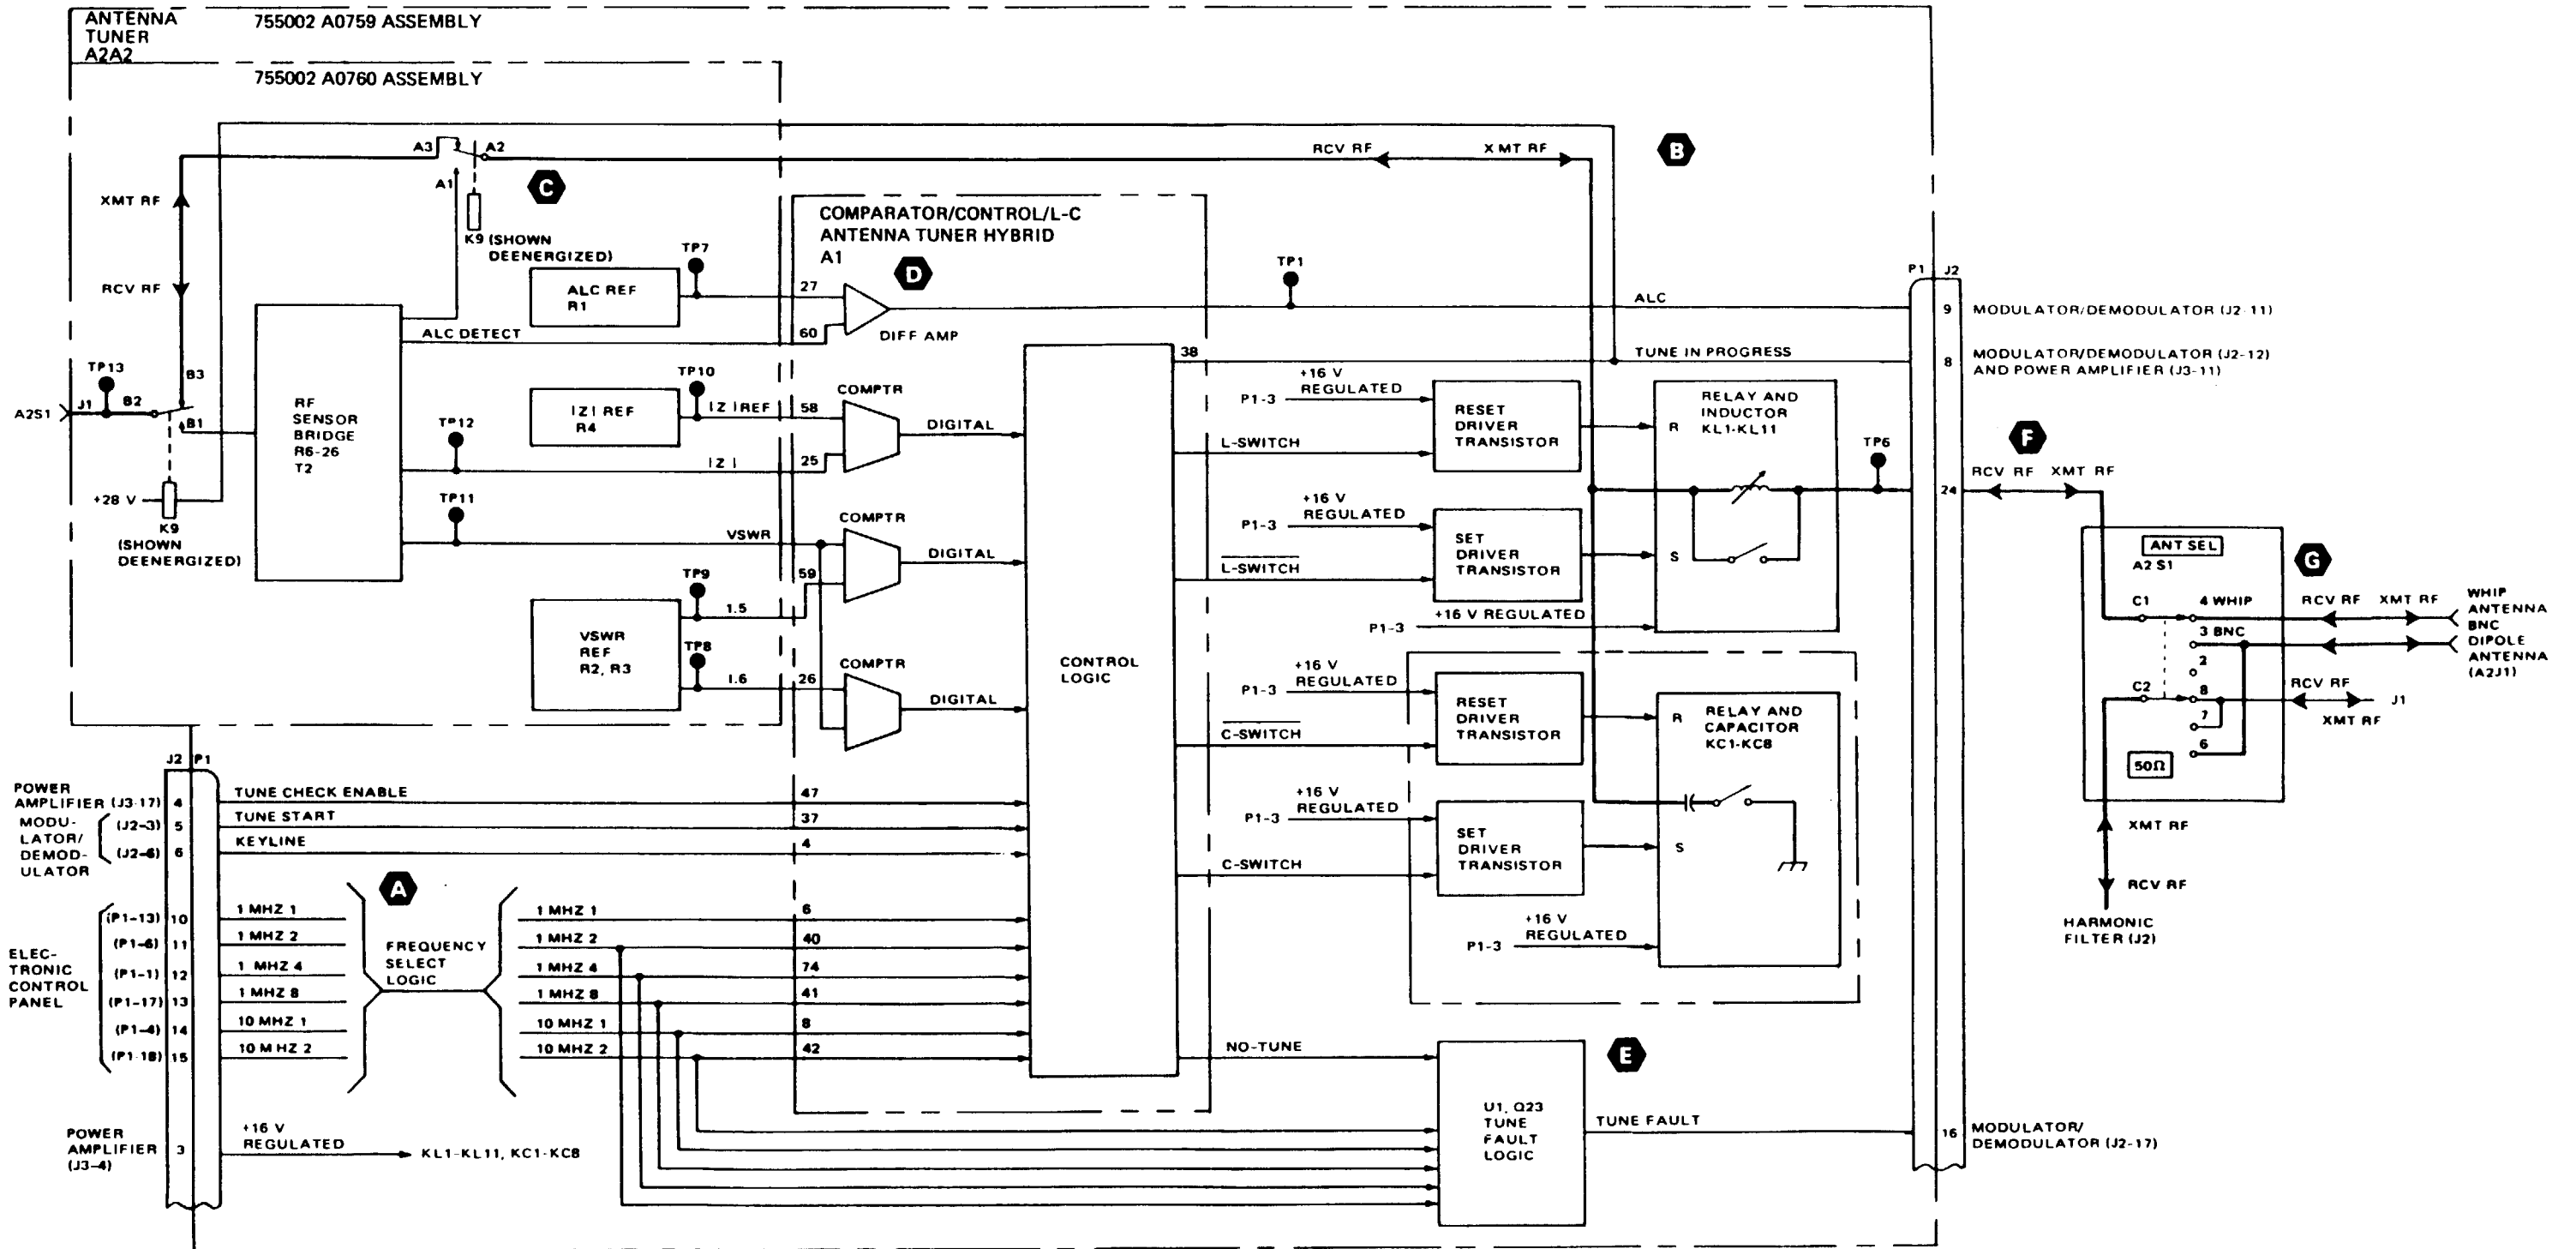 ANTENNA
TUNER
A2A2
755002 A0759 ASSEMBLY
755002 A0760 ASSEMBLY
A3
A2
A1
C
K9 (SHOWN
DEENERGIZED)
XMT RF
RCV RF
RCV RF
XMT RF
B
TP13
A2S1
J1
B2
B3
B1
+28 V
K9
(SHOWN
DEENERGIZED)
RF
SENSOR
BRIDGE
R6-26
T2
ALC DETECT
ALC REF
R1
TP7
27
60
TP10
|Z| REF
R4
|Z| REF
58
TP12
|Z|
25
TP11
VSWR
59
TP9
1.5
VSWR
REF
R2, R3
TP8
1.6
26
COMPARATOR/CONTROL/L-C
ANTENNA TUNER HYBRID
A1
D
DIFF AMP
COMPTR
DIGITAL
COMPTR
DIGITAL
COMPTR
DIGITAL
CONTROL
LOGIC
TP1
ALC
38
TUNE IN PROGRESS
+16 V
REGULATED
P1-3
L-SWITCH
RESET
DRIVER
TRANSISTOR
+16 V
REGULATED
P1-3
L-SWITCH
SET
DRIVER
TRANSISTOR
RELAY AND
INDUCTOR
KL1-KL11
R
S
P1-3
+16 V REGULATED
TP6
+16 V
REGULATED
P1-3
C-SWITCH
RESET
DRIVER
TRANSISTOR
+16 V
REGULATED
P1-3
C-SWITCH
SET
DRIVER
TRANSISTOR
RELAY AND
CAPACITOR
KC1-KC8
R
S
+16 V
REGULATED
P1-3
P1 J2
9 MODULATOR/DEMODULATOR (J2-11)
8 MODULATOR/DEMODULATOR (J2-12)
AND POWER AMPLIFIER (J3-11)
F
24
RCV RF XMT RF
ANT SEL
A2 S1
G
C1
4 WHIP
3 BNC
2
C2
8
7
6
50Ω
RCV RF XMT RF
WHIP
ANTENNA
BNC
DIPOLE
ANTENNA
(A2J1)
RCV RF
J1
XMT RF
XMT RF
RCV RF
HARMONIC
FILTER (J2)
J2 P1
POWER
AMPLIFIER (J3-17) 4 TUNE CHECK ENABLE 47
MODU-
LATOR/
DEMOD-
ULATOR
(J2-3) 5 TUNE START 37
(J2-6) 6 KEYLINE 4
A
ELEC-
TRONIC
CONTROL
PANEL
(P1-13) 10 1 MHZ 1
(P1-6) 11 1 MHZ 2
(P1-1) 12 1 MHZ 4
(P1-17) 13 1 MHZ 8
(P1-4) 14 10 MHZ 1
(P1-18) 15 10 MHZ 2
FREQUENCY
SELECT
LOGIC
1 MHZ 1 6
1 MHZ 2 40
1 MHZ 4 74
1 MHZ 8 41
10 MHZ 1 8
10 MHZ 2 42
POWER
AMPLIFIER
(J3-4)
3
+16 V
REGULATED
KL1-KL11, KC1-KC8
NO-TUNE
E
U1, Q23
TUNE
FAULT
LOGIC
TUNE FAULT
16 MODULATOR/
DEMODULATOR (J2-17)